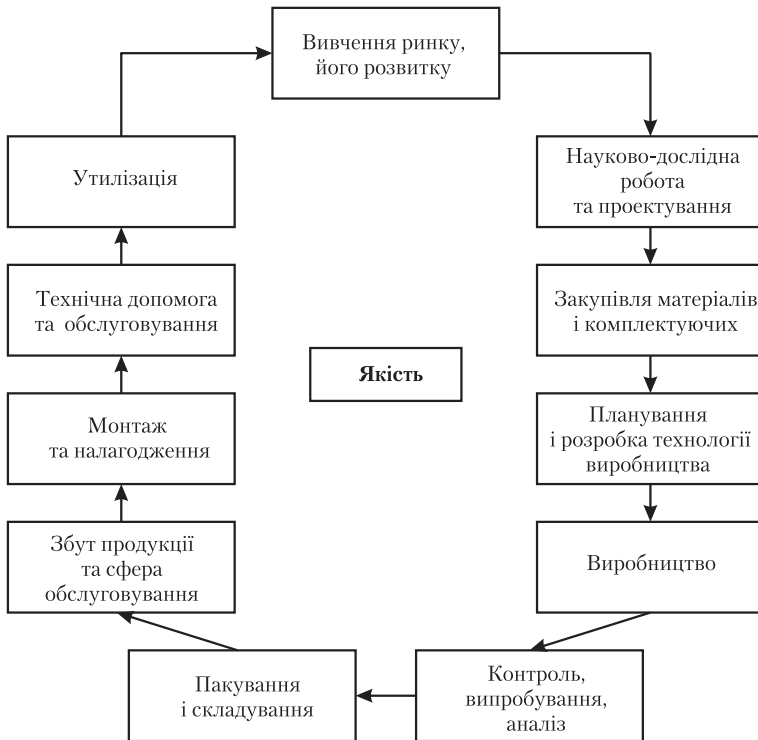 Вивчення ринку,
його розвитку
Науково-дослідна
робота
та проектування
Закупівля матеріалів
і комплектуючих
Планування
і розробка технології
виробництва
Виробництво
Контроль,
випробування,
аналіз
Пакування
і складування
Збут продукції
та сфера
обслуговування
Монтаж
та налагодження
Технічна допомога
та обслуговування
Утилізація
Якість